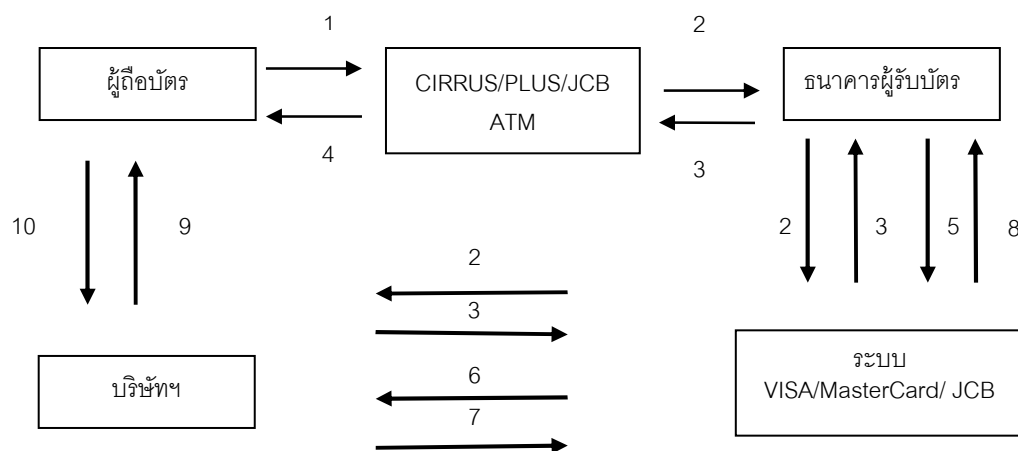 1
2
ผู้ถือบัตร
CIRRUS/PLUS/JCB
ATM
ธนาคารผู้รับบัตร
4
3
10
9
2
3
5
8
2
3
บริษัทฯ
6
7
ระบบ
VISA/MasterCard/ JCB